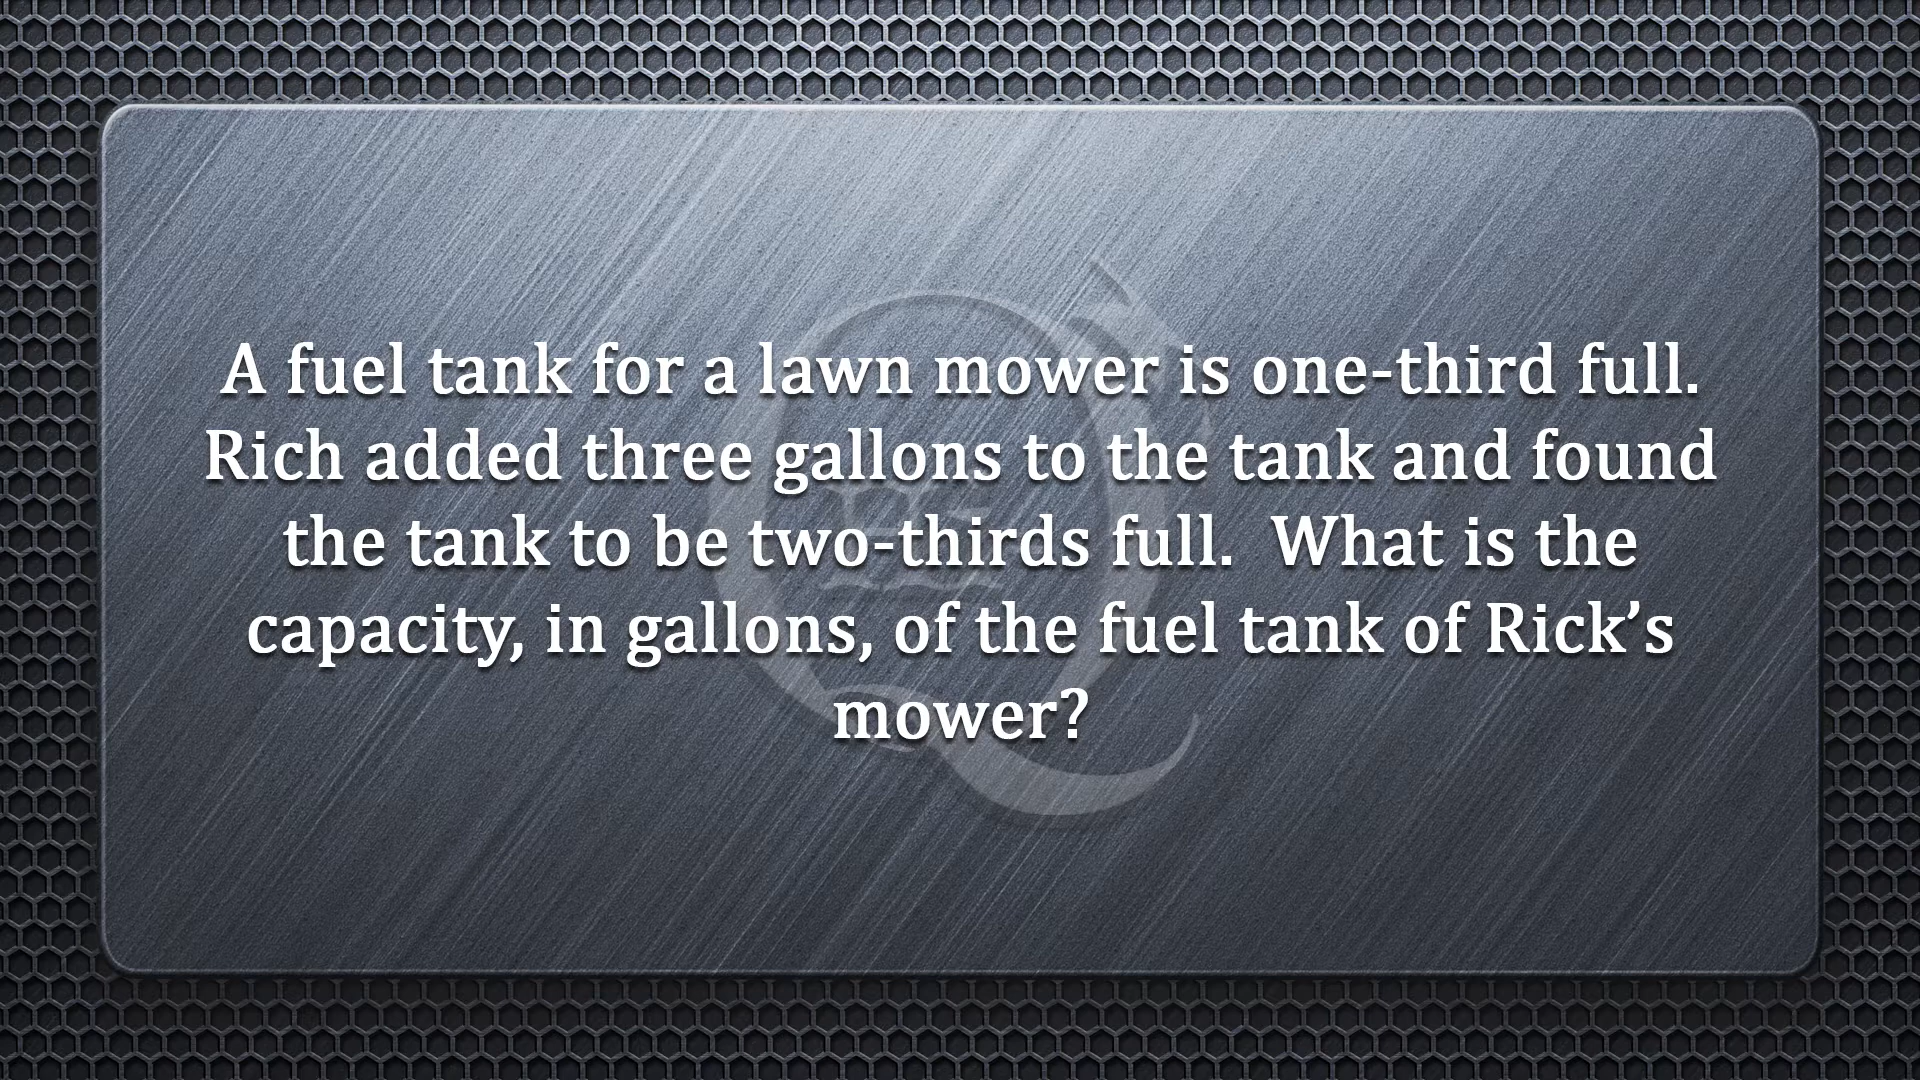 A fuel tank for a lawn mower is one-third full.
Rich added three gallons to the tank and found
the tank to be two-thirds full.  What is the
capacity, in gallons, of the fuel tank of Rick’s
mower?